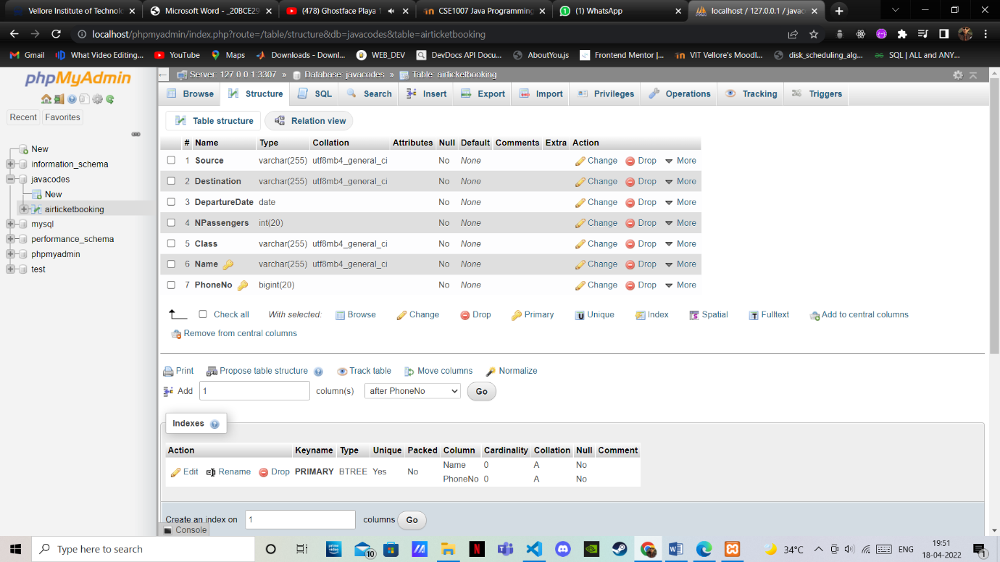 Vellore Institute of Technolo
Microsoft Word - _20BCE29
(478) Ghostface Playa
CSE1007 Java Programming
(1) WhatsApp
localhost / 127.0.0.1 / javaco
localhost/phpmyadmin/index.php?route=/table/structure&db=javacodes&table=airticketbooking
Gmail
What Video Editing...
YouTube
Maps
Downloads - Downl...
WEB_DEV
DevDocs API Docu...
AboutYou.js
Frontend Mentor |...
VIT Vellore's Moodl...
disk_scheduling_alg...
SQL | ALL and ANY...
phpMyAdmin
Recent Favorites
New
information_schema
javacodes
New
airticketbooking
mysql
performance_schema
phpmyadmin
test
Server: 127.0.0.1:3307 » Database: javacodes » Table: airticketbooking
Browse Structure SQL Search Insert Export Import Privileges Operations Tracking Triggers
Table structure Relation view
# Name Type Collation Attributes Null Default Comments Extra Action
1 Source varchar(255) utf8mb4_general_ci No None Change Drop More
2 Destination varchar(255) utf8mb4_general_ci No None Change Drop More
3 DepartureDate date No None Change Drop More
4 NPassengers int(20) No None Change Drop More
5 Class varchar(255) utf8mb4_general_ci No None Change Drop More
6 Name varchar(255) utf8mb4_general_ci No None Change Drop More
7 PhoneNo bigint(20) No None Change Drop More
Check all With selected: Browse Change Drop Primary Unique Index Spatial Fulltext Add to central columns
Remove from central columns
Print Propose table structure Track table Move columns Normalize
Add 1 column(s) after PhoneNo Go
Indexes
Action Keyname Type Unique Packed Column Cardinality Collation Null Comment
Edit Rename Drop PRIMARY BTREE Yes No Name 0 A No
PhoneNo 0 A No
Create an index on 1 columns Go
Console
Type here to search
prime video
10
34°C
ENG
19:51
18-04-2022
1